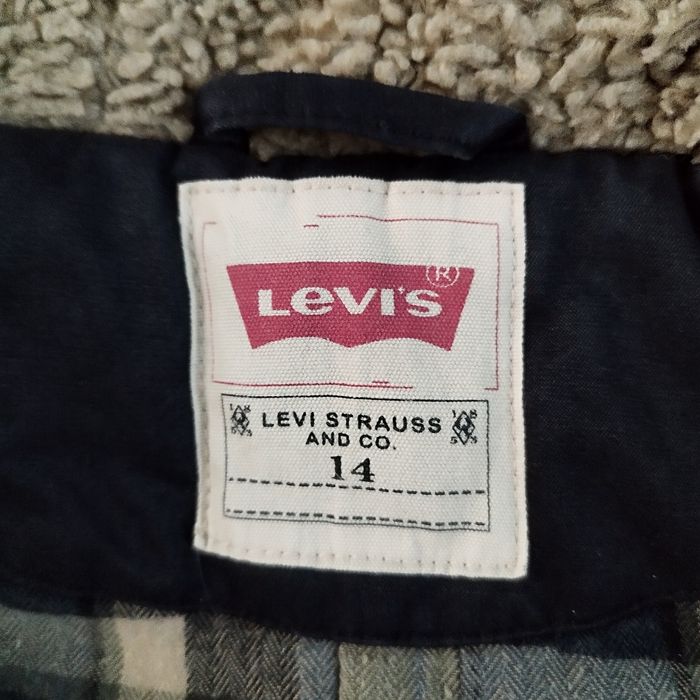 LEVI'S®
LEVI STRAUSS
AND CO.
14